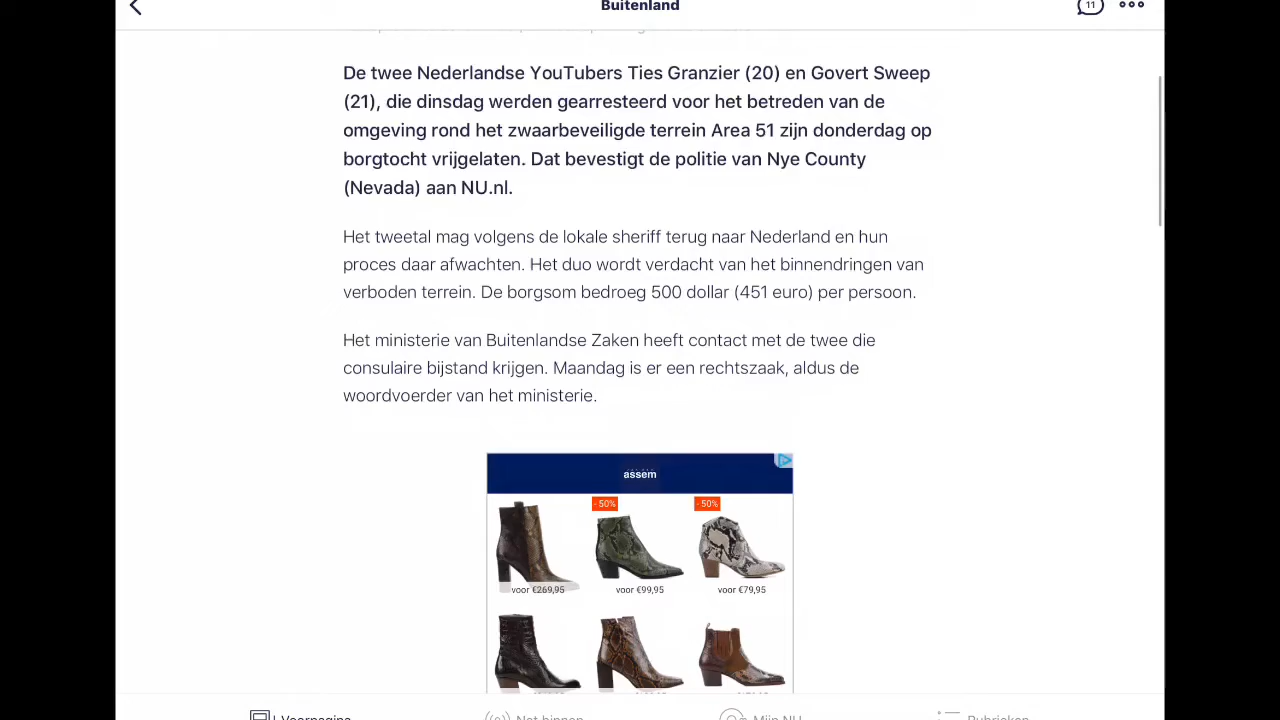 Buitenland
11
De twee Nederlandse YouTubers Ties Granzier (20) en Govert Sweep
(21), die dinsdag werden gearresteerd voor het betreden van de
omgeving rond het zwaarbeveiligde terrein Area 51 zijn donderdag op
borgtocht vrijgelaten. Dat bevestigt de politie van Nye County
(Nevada) aan NU.nl.
Het tweetal mag volgens de lokale sheriff terug naar Nederland en hun
proces daar afwachten. Het duo wordt verdacht van het binnendringen van
verboden terrein. De borgsom bedroeg 500 dollar (451 euro) per persoon.
Het ministerie van Buitenlandse Zaken heeft contact met de twee die
consulaire bijstand krijgen. Maandag is er een rechtszaak, aldus de
woordvoerder van het ministerie.
assem
- 50% - 50%
voor €269,95 voor €99,95 voor €79,95
Voorpagina Net binnen Mijn NU Rubrieken